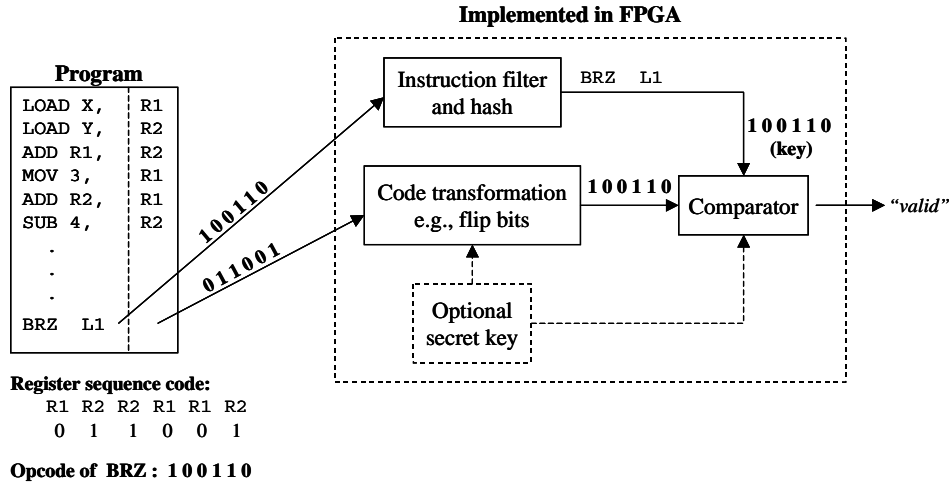 Implemented in FPGA
Program
LOAD X, R1
LOAD Y, R2
ADD R1, R2
MOV 3, R1
ADD R2, R1
SUB 4, R2
.
.
.
BRZ L1
100110
011001
Instruction filter
and hash
BRZ L1
100110
(key)
Code transformation
e.g., flip bits
100110
Comparator
“valid”
Optional
secret key
Register sequence code:
R1 R2 R2 R1 R1 R2
0 1 1 0 0 1
Opcode of BRZ : 100110